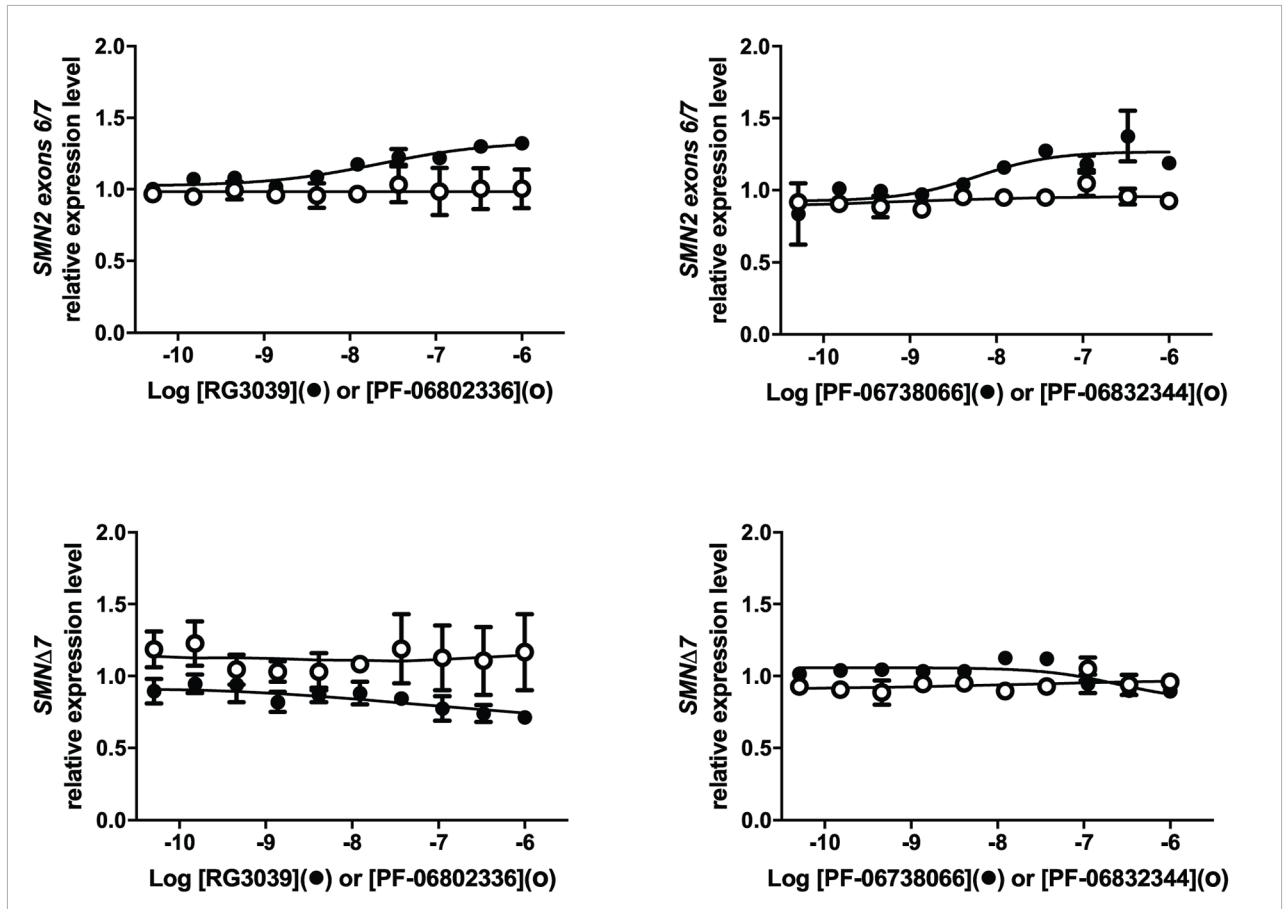 SMN2 exons 6/7
relative expression level
2.0
1.5
1.0
0.5
0.0
-10 -9 -8 -7 -6
Log [RG3039](●) or [PF-06802336](o)
SMN2 exons 6/7
relative expression level
2.0
1.5
1.0
0.5
0.0
-10 -9 -8 -7 -6
Log [PF-06738066](●) or [PF-06832344](o)
SMNΔ7
relative expression level
2.0
1.5
1.0
0.5
0.0
-10 -9 -8 -7 -6
Log [RG3039](●) or [PF-06802336](o)
SMNΔ7
relative expression level
2.0
1.5
1.0
0.5
0.0
-10 -9 -8 -7 -6
Log [PF-06738066](●) or [PF-06832344](o)